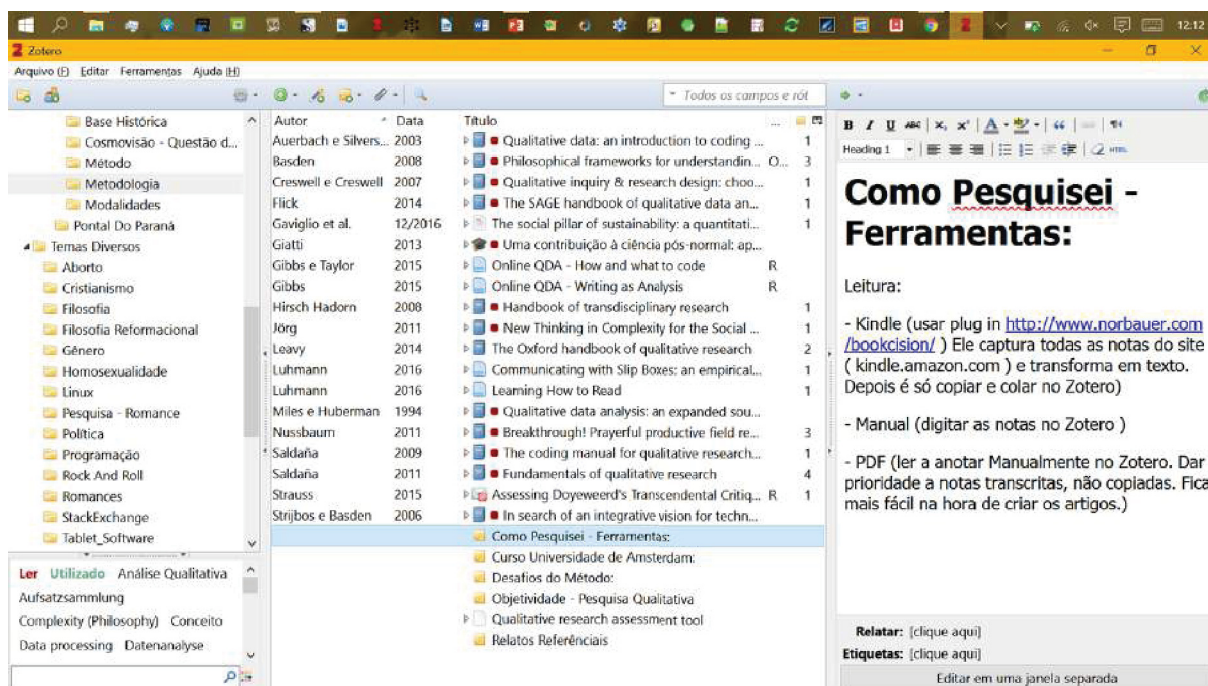 12:12
Zotero
Arquivo (F) Editar Ferramentas Ajuda (H)
Todos os campos e rót
Base Histórica
Cosmovisão - Questão d...
Método
Metodologia
Modalidades
Pontal Do Paraná
Temas Diversos
Aborto
Cristianismo
Filosofia
Filosofia Reformacional
Gênero
Homosexualidade
Linux
Pesquisa - Romance
Política
Programação
Rock And Roll
Romances
StackExchange
Tablet_Software
Ler Utilizado Análise Qualitativa
Aufsatzsammlung
Complexity (Philosophy) Conceito
Data processing Datenanalyse
Autor Data Título ...
Auerbach e Silvers... 2003 Qualitative data: an introduction to coding ... 1
Basden 2008 Philosophical frameworks for understandin... O... 3
Creswell e Creswell 2007 Qualitative inquiry & research design: choo... 1
Flick 2014 The SAGE handbook of qualitative data an... 1
Gaviglio et al. 12/2016 The social pillar of sustainability: a quantitati... 1
Giatti 2013 Uma contribuição à ciência pós-normal: ap...
Gibbs e Taylor 2015 Online QDA - How and what to code R
Gibbs 2015 Online QDA - Writing as Analysis R
Hirsch Hadorn 2008 Handbook of transdisciplinary research 1
Jörg 2011 New Thinking in Complexity for the Social ... 1
Leavy 2014 The Oxford handbook of qualitative research 2
Luhmann 2016 Communicating with Slip Boxes: an empirical... 1
Luhmann 2016 Learning How to Read 1
Miles e Huberman 1994 Qualitative data analysis: an expanded sou...
Nussbaum 2011 Breakthrough! Prayerful productive field re... 3
Saldaña 2009 The coding manual for qualitative research... 1
Saldaña 2011 Fundamentals of qualitative research 4
Strauss 2015 Assessing Doyeweerd's Transcendental Critiq... R 1
Strijbos e Basden 2006 In search of an integrative vision for techn...
Como Pesquisei - Ferramentas:
Curso Universidade de Amsterdam:
Desafios do Método:
Objetividade - Pesquisa Qualitativa
Qualitative research assessment tool
Relatos Referênciais
B I U ABC X, X' A ab "
Heading 1 HTML
Como Pesquisei -
Ferramentas:
Leitura:
- Kindle (usar plug in http://www.norbauer.com
/bookcision/ ) Ele captura todas as notas do site
( kindle.amazon.com ) e transforma em texto.
Depois é só copiar e colar no Zotero)
- Manual (digitar as notas no Zotero )
- PDF (ler a anotar Manualmente no Zotero. Dar
prioridade a notas transcritas, não copiadas. Fica
mais fácil na hora de criar os artigos.)
Relatar: [clique aqui]
Etiquetas: [clique aqui]
Editar em uma janela separada